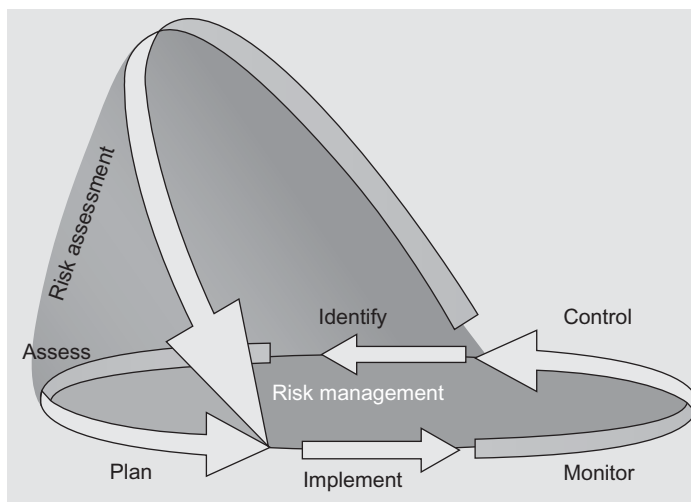 Risk assessment
Identify
Control
Assess
Risk management
Plan
Implement
Monitor